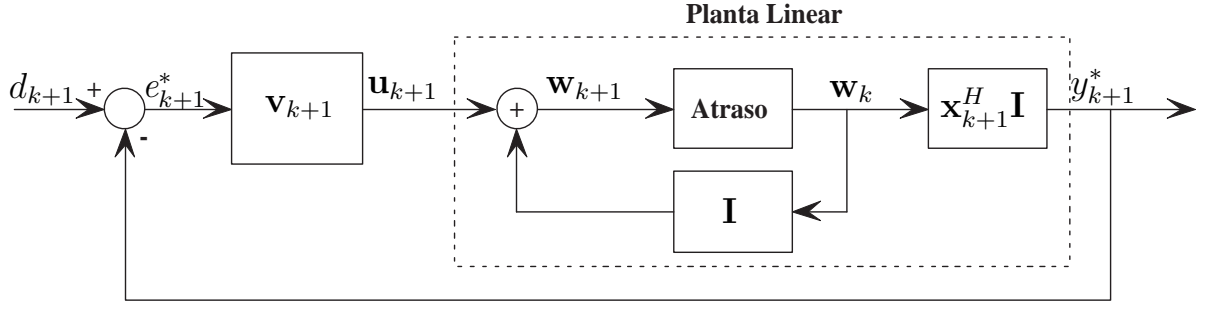 Planta Linear
d_{k+1}
+
-
e^*_{k+1}
v_{k+1}
u_{k+1}
+
w_{k+1}
Atraso
w_k
x^H_{k+1} I
y^*_{k+1}
I